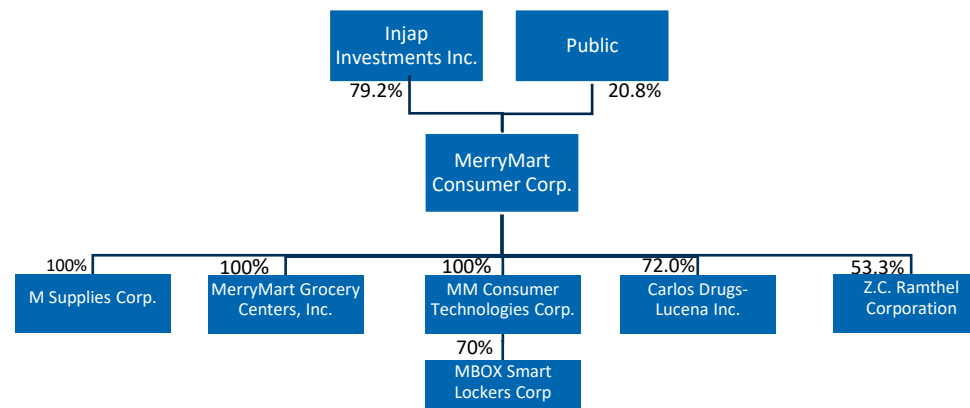 Injap
Investments Inc.
Public
79.2%
20.8%
MerryMart
Consumer Corp.
100%
100%
100%
72.0%
53.3%
M Supplies Corp.
MerryMart Grocery
Centers, Inc.
MM Consumer
Technologies Corp.
Carlos Drugs-
Lucena Inc.
Z.C. Ramthel
Corporation
70%
MBOX Smart
Lockers Corp